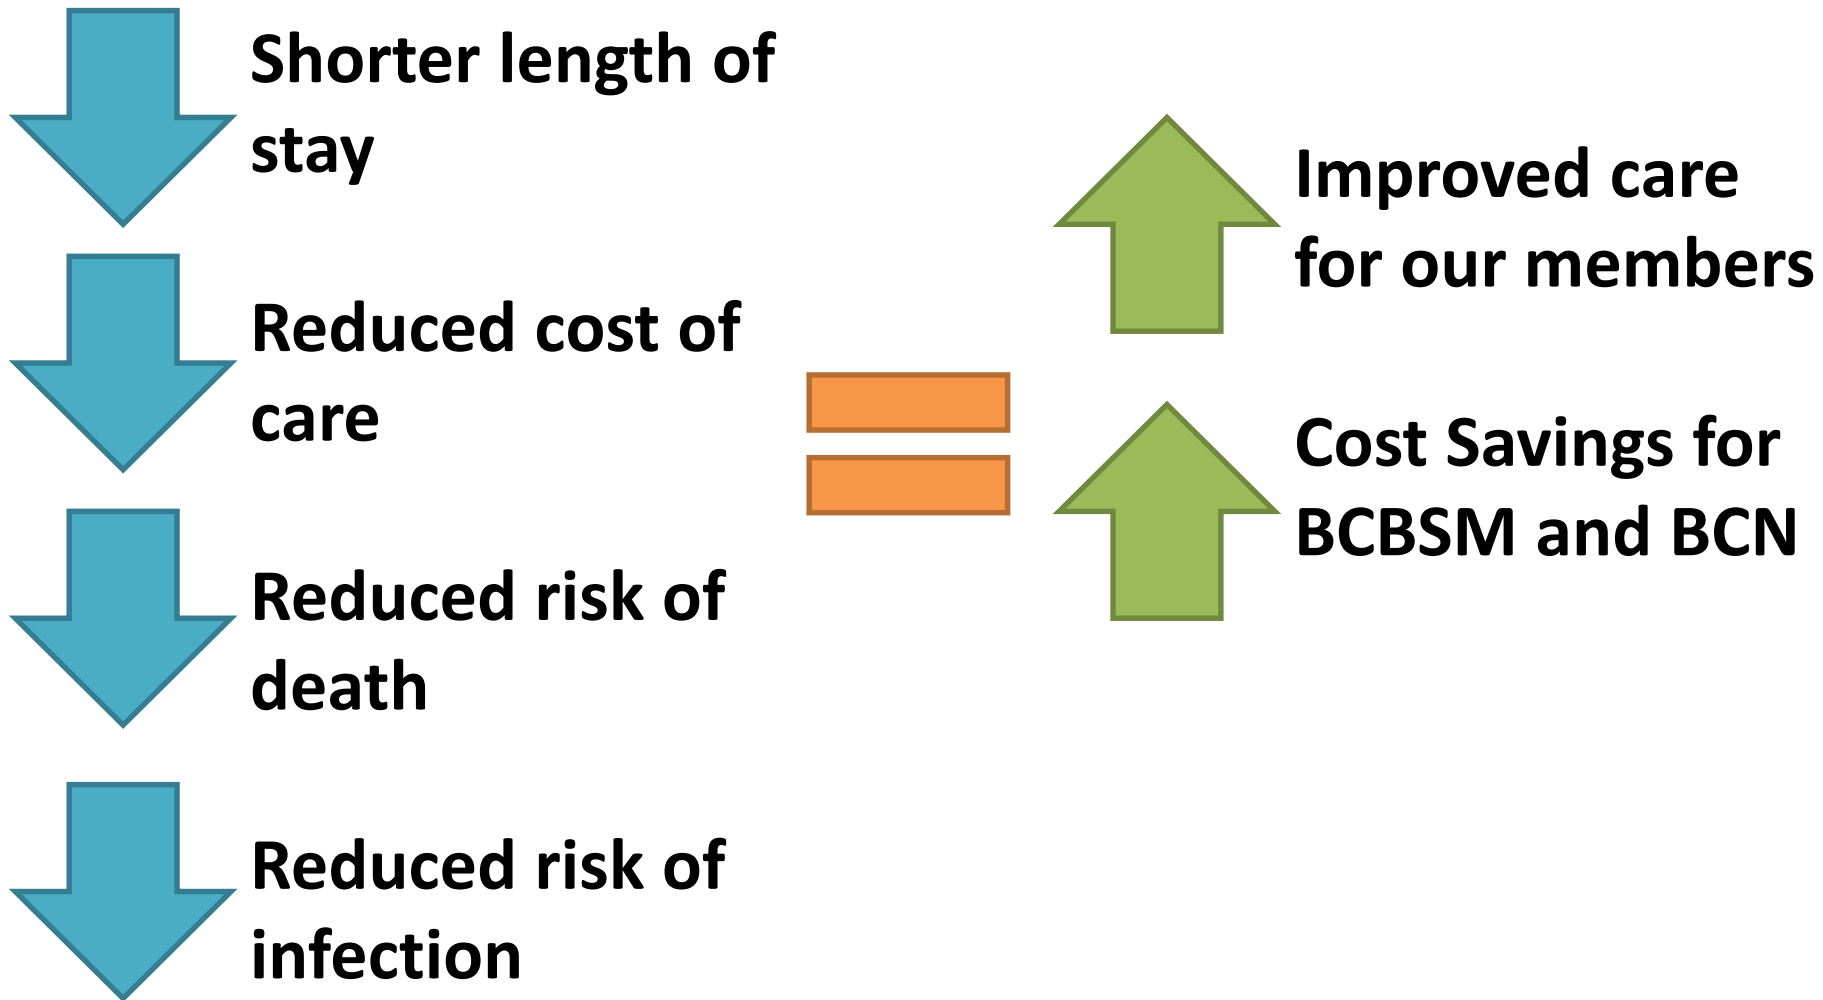 Shorter length of
stay
Reduced cost of
care
Reduced risk of
death
Reduced risk of
infection
Improved care
for our members
Cost Savings for
BCBSM and BCN